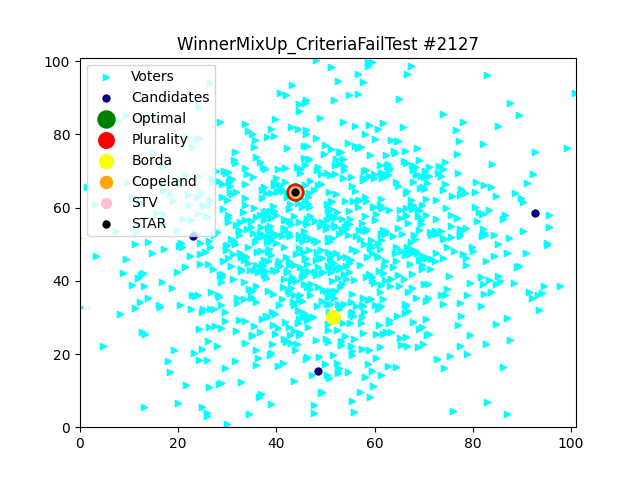 WinnerMixUp_CriteriaFailTest #2127
100
80
60
40
20
0
Voters
Candidates
Optimal
Plurality
Borda
Copeland
STV
STAR
0 20 40 60 80 100